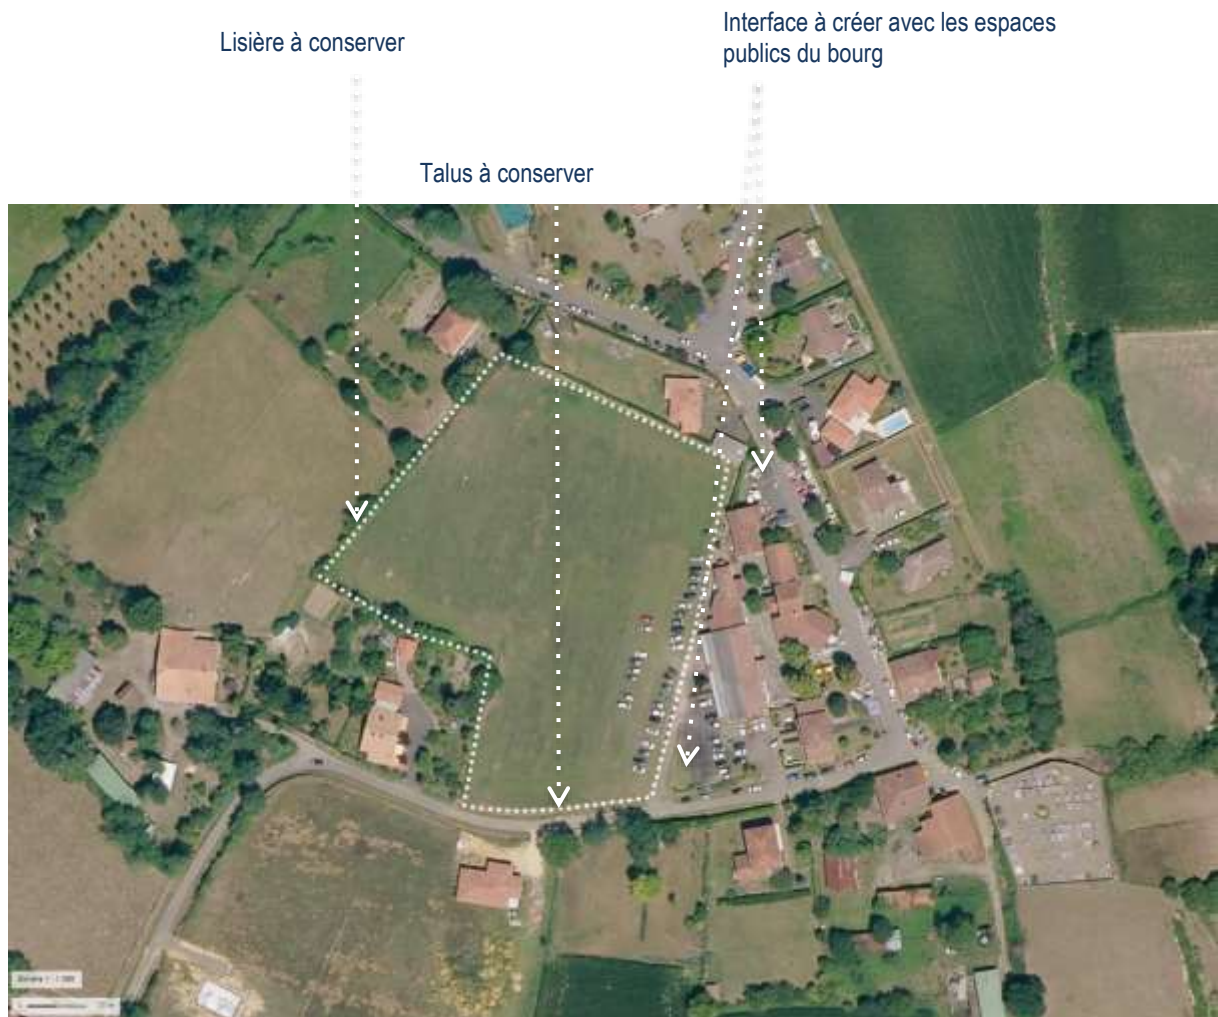 Interface à créer avec les espaces
publics du bourg
Lisière à conserver
Talus à conserver